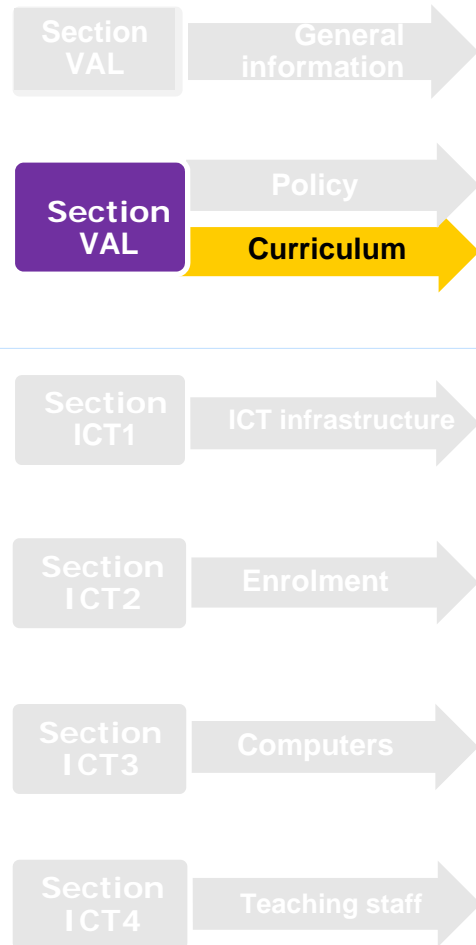 Section
VAL
General
information
Section
VAL
Policy
Curriculum
Section
ICT1
ICT infrastructure
Section
ICT2
Enrolment
Section
ICT3
Computers
Section
ICT4
Teaching staff